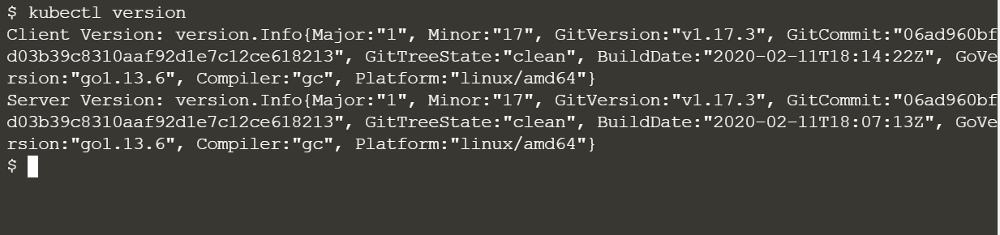 $ kubectl version
Client Version: version.Info{Major:"1", Minor:"17", GitVersion:"v1.17.3", GitCommit:"06ad960bf
d03b39c8310aaf92d1e7c12ce618213", GitTreeState:"clean", BuildDate:"2020-02-11T18:14:22Z", GoVe
rsion:"go1.13.6", Compiler:"gc", Platform:"linux/amd64"}
Server Version: version.Info{Major:"1", Minor:"17", GitVersion:"v1.17.3", GitCommit:"06ad960bf
d03b39c8310aaf92d1e7c12ce618213", GitTreeState:"clean", BuildDate:"2020-02-11T18:07:13Z", GoVe
rsion:"go1.13.6", Compiler:"gc", Platform:"linux/amd64"}
$